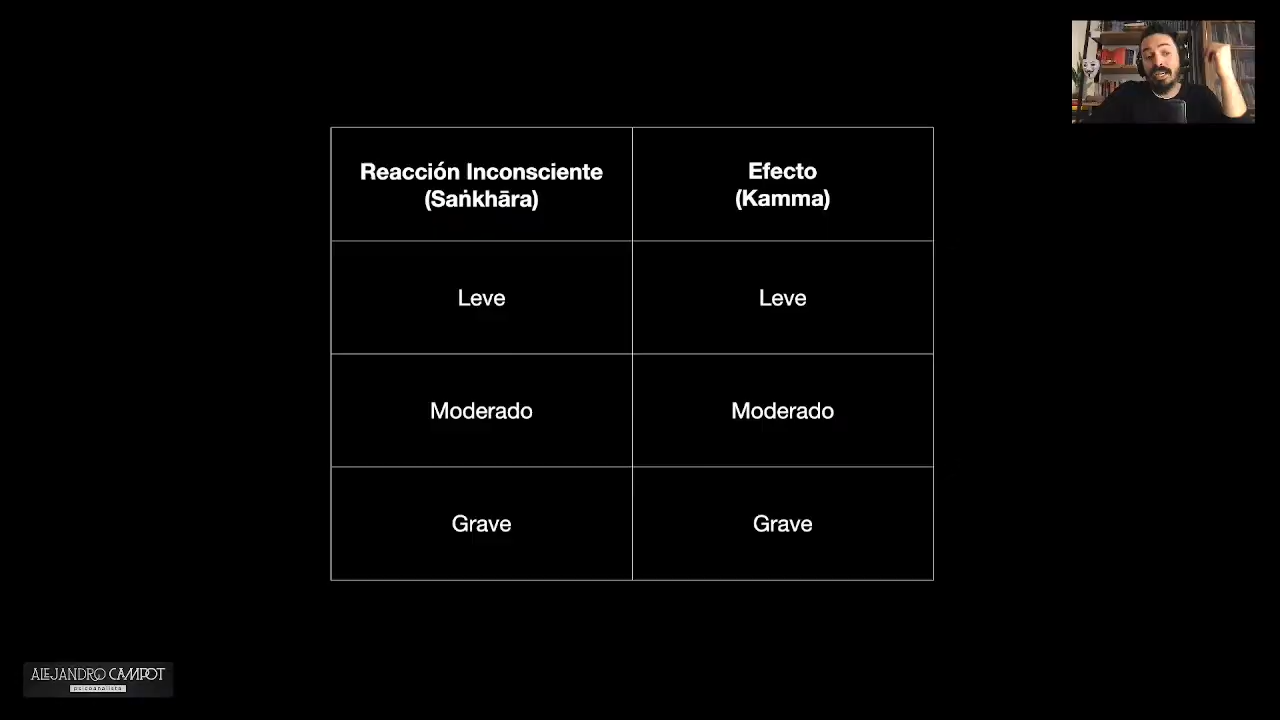 Reacción Inconsciente
(Saṅkhāra)
Efecto
(Kamma)
Leve
Leve
Moderado
Moderado
Grave
Grave
ALEJANDRO CAMPOT
psicoanalista